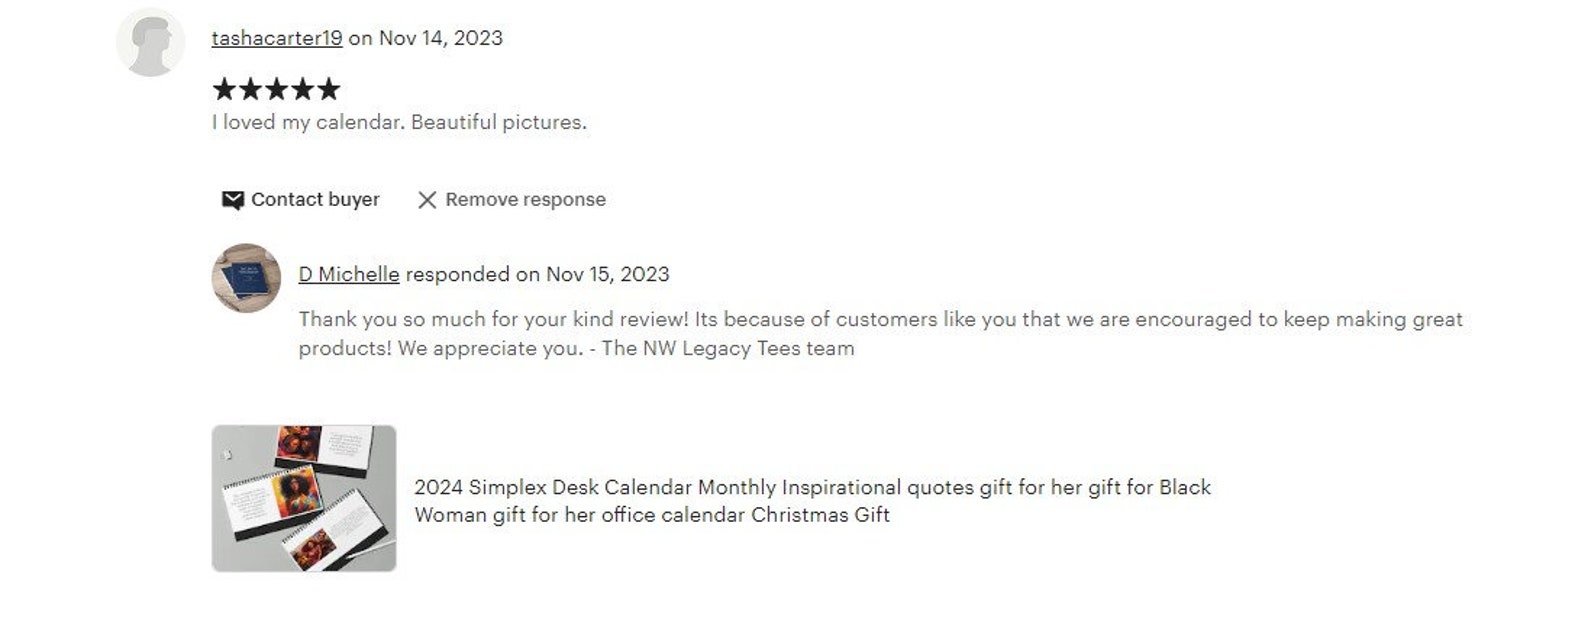 tashacarter19 on Nov 14, 2023
I loved my calendar. Beautiful pictures.
Contact buyer Remove response
D Michelle responded on Nov 15, 2023
Thank you so much for your kind review! Its because of customers like you that we are encouraged to keep making great
products! We appreciate you. - The NW Legacy Tees team
2024 Simplex Desk Calendar Monthly Inspirational quotes gift for her gift for Black
Woman gift for her office calendar Christmas Gift